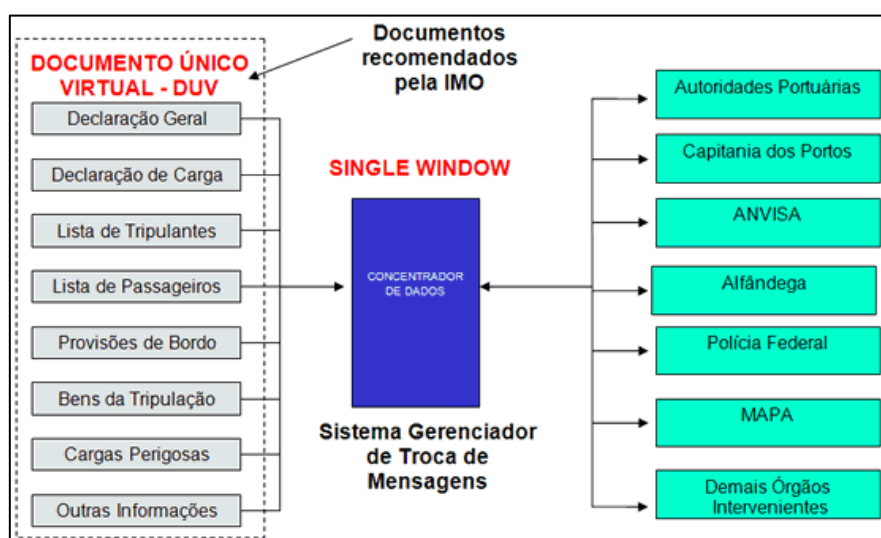 DOCUMENTO ÚNICO
VIRTUAL - DUV
Declaração Geral
Declaração de Carga
Lista de Tripulantes
Lista de Passageiros
Provisões de Bordo
Bens da Tripulação
Cargas Perigosas
Outras Informações
Documentos
recomendados
pela IMO
SINGLE WINDOW
CONCENTRADOR
DE DADOS
Sistema Gerenciador
de Troca de
Mensagens
Autoridades Portuárias
Capitania dos Portos
ANVISA
Alfândega
Polícia Federal
MAPA
Demais Órgãos
Intervenientes